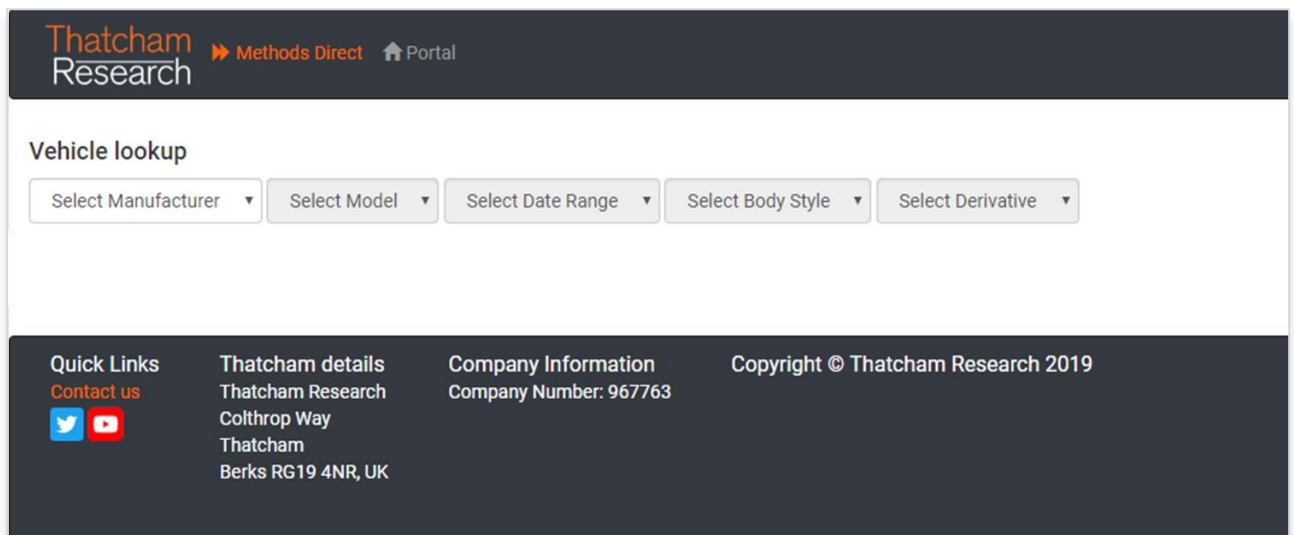 Thatcham
Research
Methods Direct Portal
Vehicle lookup
Select Manufacturer Select Model Select Date Range Select Body Style Select Derivative
Quick Links Thatcham details Company Information Copyright © Thatcham Research 2019
Contact us Thatcham Research Company Number: 967763
Colthrop Way
Thatcham
Berks RG19 4NR, UK